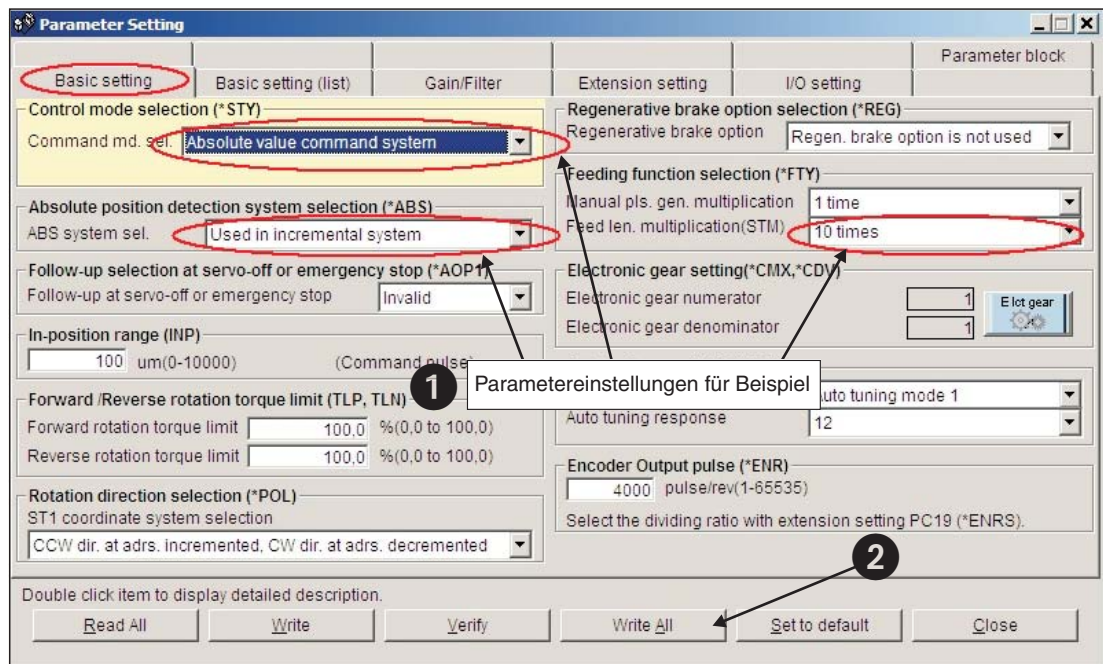 Parameter Setting
Parameter block
Basic setting
Basic setting (list)
Gain/Filter
Extension setting
I/O setting
Control mode selection (*STY)
Command md. sel.
Absolute value command system
Absolute position detection system selection (*ABS)
ABS system sel.
Used in incremental system
Follow-up selection at servo-off or emergency stop (*AOP1)
Follow-up at servo-off or emergency stop
Invalid
In-position range (INP)
100 um(0-10000) (Command pulse)
Forward /Reverse rotation torque limit (TLP, TLN)
Forward rotation torque limit 100,0 %(0,0 to 100,0)
Reverse rotation torque limit 100,0 %(0,0 to 100,0)
Rotation direction selection (*POL)
ST1 coordinate system selection
CCW dir. at adrs. incremented, CW dir. at adrs. decremented
Regenerative brake option selection (*REG)
Regenerative brake option
Regen. brake option is not used
Feeding function selection (*FTY)
Manual pls. gen. multiplication 1 time
Feed len. multiplication(STM) 10 times
Electronic gear setting(*CMX,*CDV)
Electronic gear numerator 1
Electronic gear denominator 1
Elct gear
1
Parametereinstellungen für Beispiel
Auto tuning mode 1
Auto tuning response 12
Encoder Output pulse (*ENR)
4000 pulse/rev(1-65535)
Select the dividing ratio with extension setting PC19 (*ENRS).
2
Double click item to display detailed description.
Read All
Write
Verify
Write All
Set to default
Close